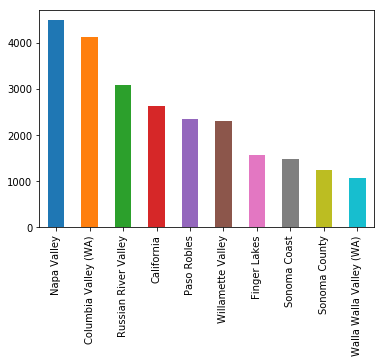 4000
3000
2000
1000
0
Napa Valley
Columbia Valley (WA)
Russian River Valley
California
Paso Robles
Willamette Valley
Finger Lakes
Sonoma Coast
Sonoma County
Walla Walla Valley (WA)